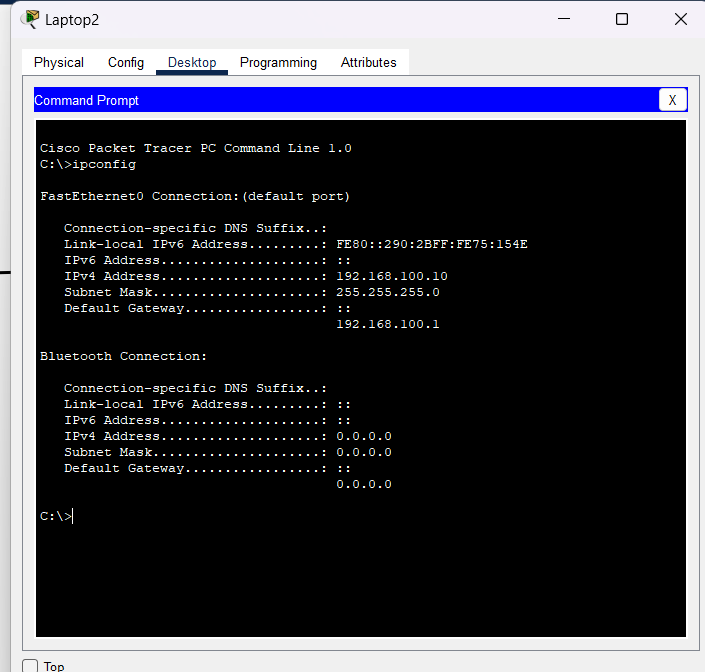 Laptop2
Physical Config Desktop Programming Attributes
Command Prompt X
Cisco Packet Tracer PC Command Line 1.0
C:\>ipconfig
FastEthernet0 Connection:(default port)
Connection-specific DNS Suffix..:
Link-local IPv6 Address.........: FE80::290:2BFF:FE75:154E
IPv6 Address....................: ::
IPv4 Address....................: 192.168.100.10
Subnet Mask.....................: 255.255.255.0
Default Gateway.................: ::
192.168.100.1
Bluetooth Connection:
Connection-specific DNS Suffix..:
Link-local IPv6 Address.........: ::
IPv6 Address....................: ::
IPv4 Address....................: 0.0.0.0
Subnet Mask.....................: 0.0.0.0
Default Gateway.................: ::
0.0.0.0
C:\>
Top